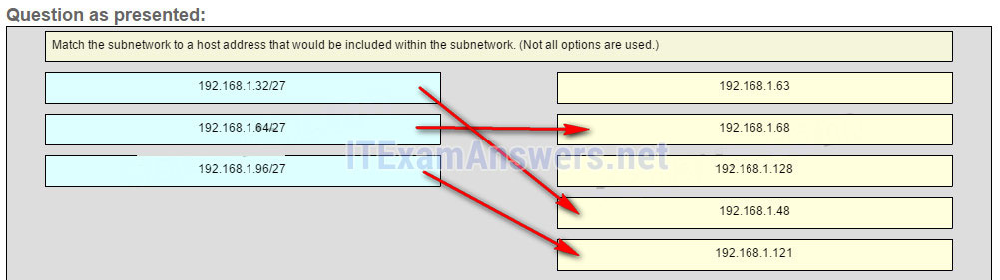 Question as presented:
Match the subnetwork to a host address that would be included within the subnetwork. (Not all options are used.)
192.168.1.32/27
192.168.1.63
192.168.1.64/27
192.168.1.68
ITExamAnswers.net
192.168.1.96/27
192.168.1.128
192.168.1.48
192.168.1.121